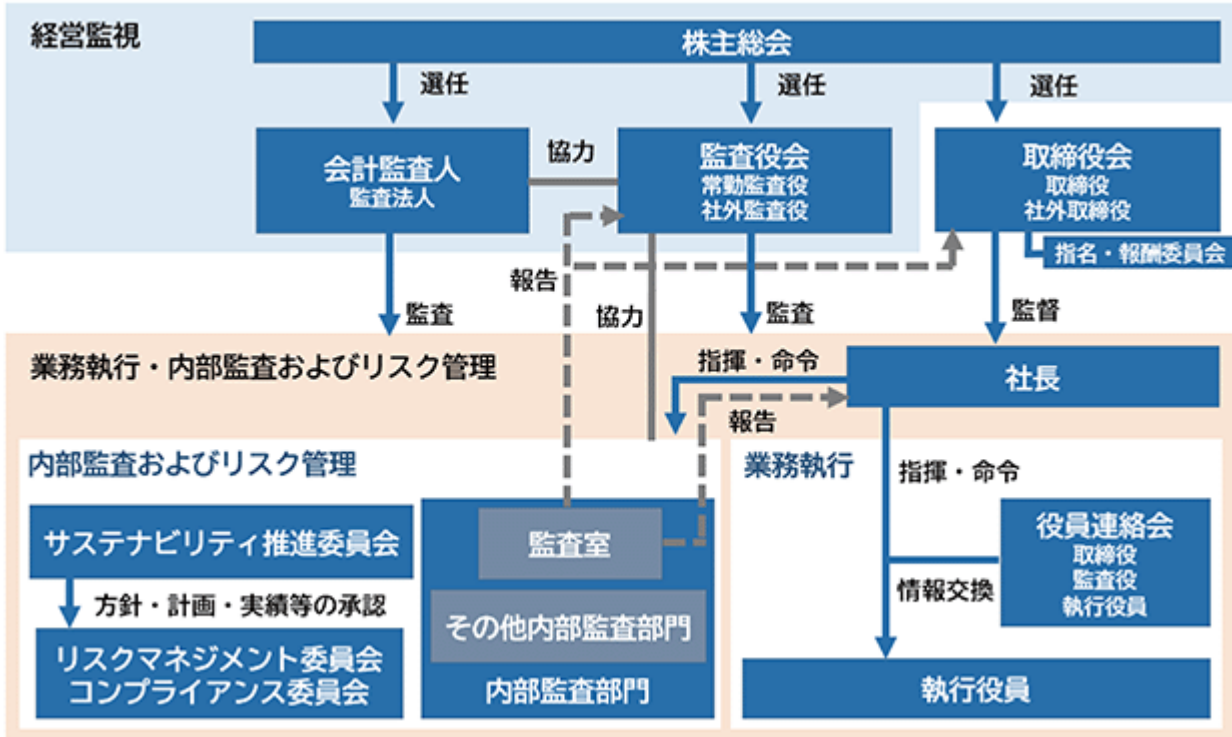 経営監視
株主総会
選任
選任
選任
会計監査人
監査法人
協力
監査役会
常勤監査役
社外監査役
取締役会
取締役
社外取締役
指名・報酬委員会
報告
協力
監査
監査
監督
業務執行・内部監査およびリスク管理
指揮・命令
社長
報告
内部監査およびリスク管理
業務執行
指揮・命令
サステナビリティ推進委員会
監査室
役員連絡会
取締役
監査役
執行役員
情報交換
方針・計画・実績等の承認
その他内部監査部門
リスクマネジメント委員会
コンプライアンス委員会
内部監査部門
執行役員